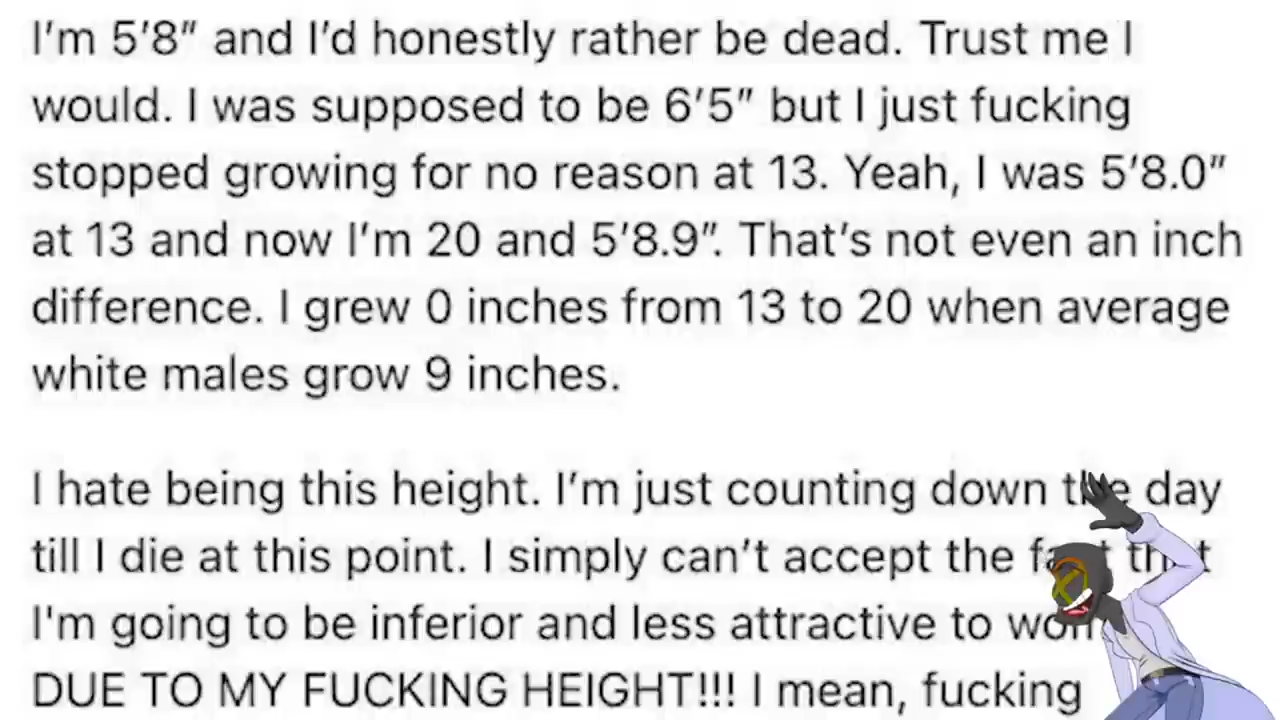 I'm 5'8" and I'd honestly rather be dead. Trust me I
would. I was supposed to be 6'5" but I just fucking
stopped growing for no reason at 13. Yeah, I was 5'8.0"
at 13 and now I'm 20 and 5'8.9". That's not even an inch
difference. I grew 0 inches from 13 to 20 when average
white males grow 9 inches.
I hate being this height. I'm just counting down the day
till I die at this point. I simply can't accept the fact that
I'm going to be inferior and less attractive to
DUE TO MY FUCKING HEIGHT!!! I mean, fucking